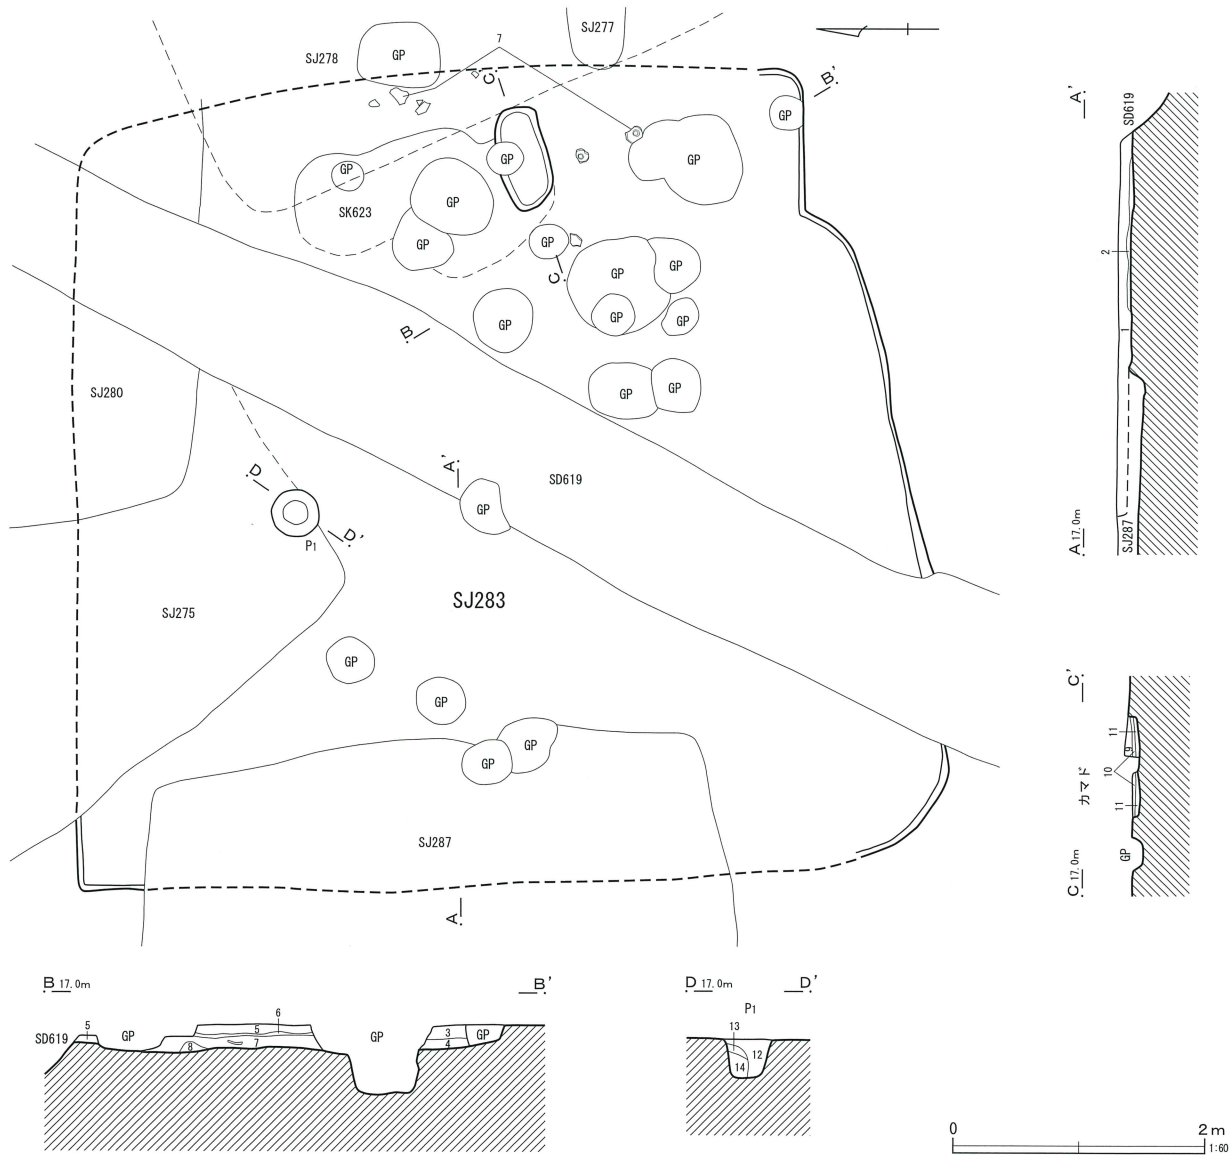 SJ277
SJ278
GP
7
C.
B'.
GP
GP
GP
GP
GP
SK623
GP
GP
GP
C.
GP
GP
B.
GP
GP
GP
SJ280
GP
GP
D.
A'.
SD619
GP
D'.
P1
SJ283
SJ275
GP
GP
GP
GP
SJ287
A.
A'.
SD619
2
1
A 17.0m
SJ287
C'.
11
9
10
11
カマド
GP
C 17.0m
B 17.0m
B'
SD619
5
GP
8
5
6
7
GP
3
4
GP
D 17.0m
D'
P1
13
12
14
0
2m
1:60